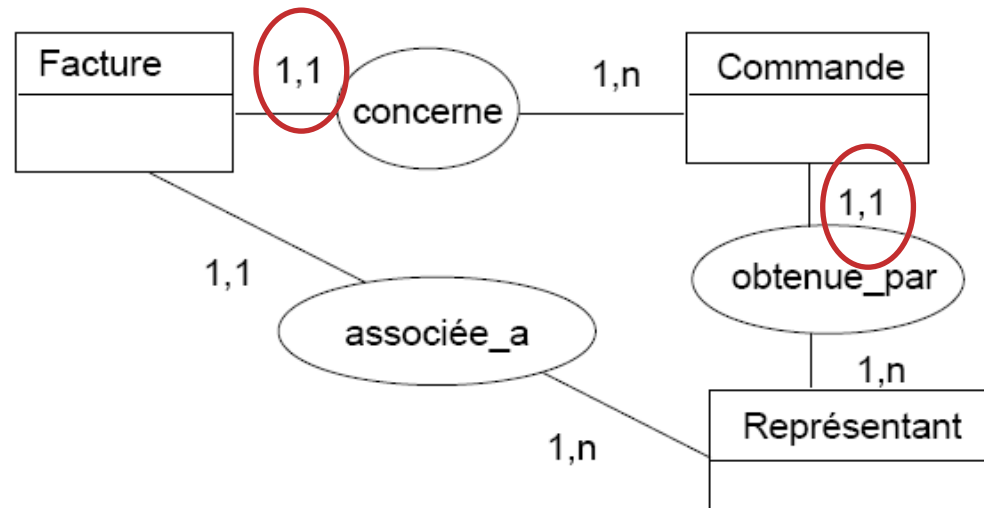 Facture
1,1
concerne
1,n
Commande
1,1
obtenue_par
1,1
associée_a
1,n
1,n
Représentant